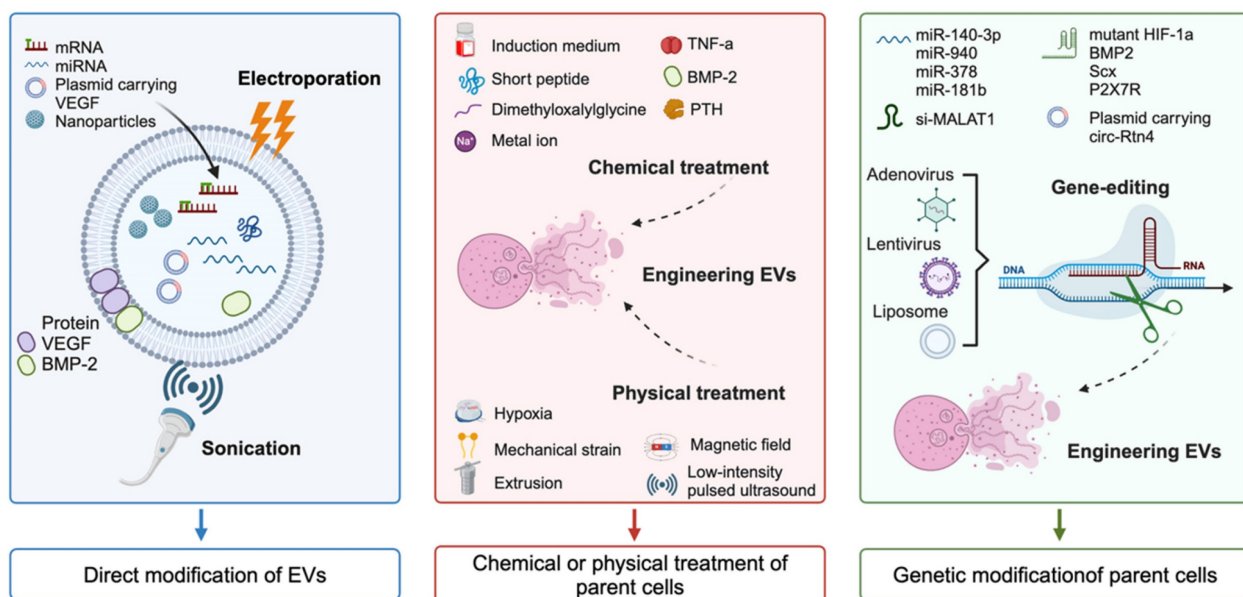 mRNA
miRNA
Plasmid carrying
VEGF
Nanoparticles
Electroporation
Protein
VEGF
BMP-2
Sonication
Direct modification of EVs
Induction medium
Short peptide
Dimethyloxalylglycine
Na⁺
Metal ion
TNF-a
BMP-2
PTH
Chemical treatment
Engineering EVs
Physical treatment
Hypoxia
Mechanical strain
Extrusion
Magnetic field
Low-intensity
pulsed ultrasound
Chemical or physical treatment of
parent cells
miR-140-3p
miR-940
miR-378
miR-181b
si-MALAT1
mutant HIF-1a
BMP2
Scx
P2X7R
Plasmid carrying
circ-Rtn4
Adenovirus
Lentivirus
Liposome
Gene-editing
DNA
RNA
Engineering EVs
Genetic modificationof parent cells